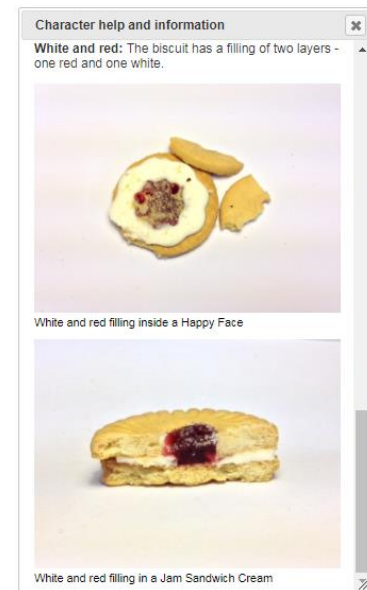 Character help and information
White and red: The biscuit has a filling of two layers -
one red and one white.
White and red filling inside a Happy Face
White and red filling in a Jam Sandwich Cream